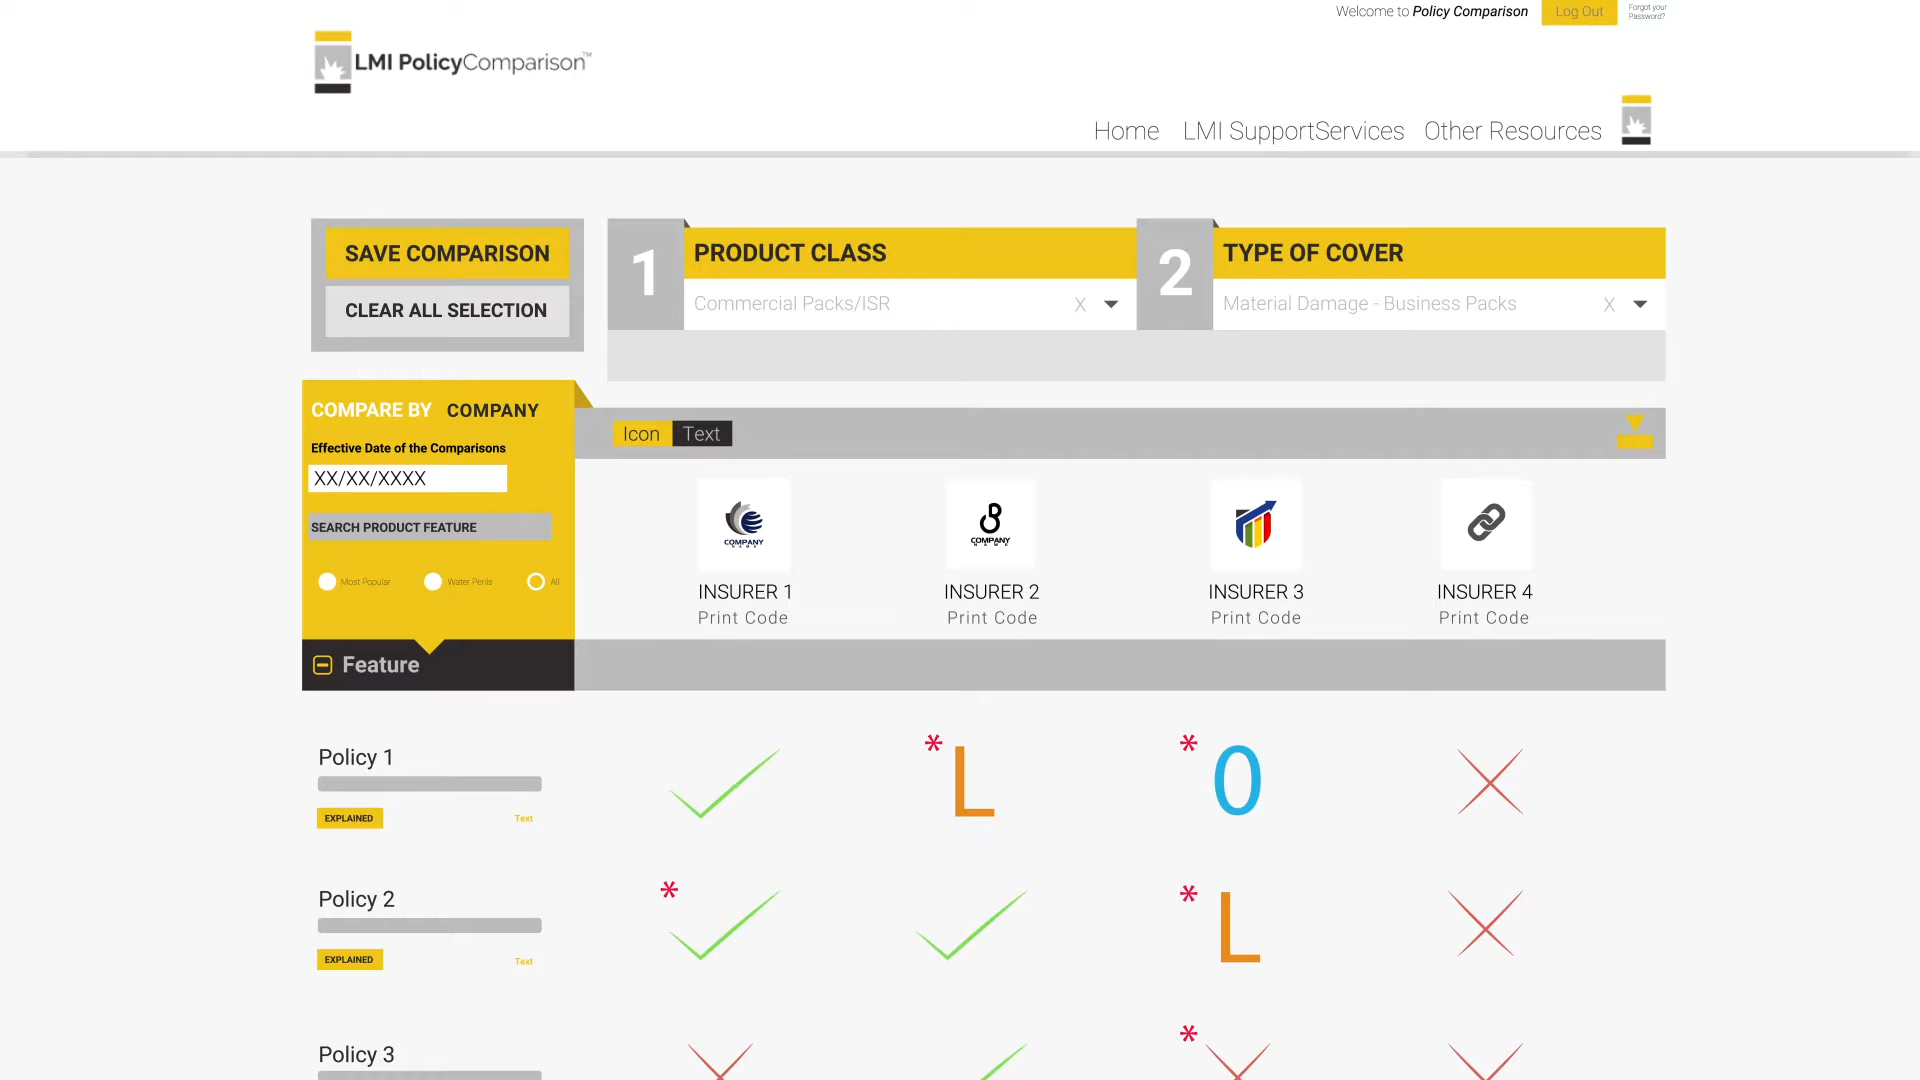 Welcome to Policy Comparison
Log Out
Forgot your
Password?
LMI PolicyComparison™
Home
LMI SupportServices
Other Resources
SAVE COMPARISON
CLEAR ALL SELECTION
1
PRODUCT CLASS
Commercial Packs/ISR
X
2
TYPE OF COVER
Material Damage - Business Packs
X
COMPARE BY COMPANY
Effective Date of the Comparisons
XX/XX/XXXX
SEARCH PRODUCT FEATURE
Most Popular
Water Perils
All
Icon
Text
COMPANY
NAME
COMPANY
NAME
INSURER 1
Print Code
INSURER 2
Print Code
INSURER 3
Print Code
INSURER 4
Print Code
Feature
Policy 1
EXPLAINED
Text
* L
* O
Policy 2
EXPLAINED
Text
*
* L
Policy 3
*